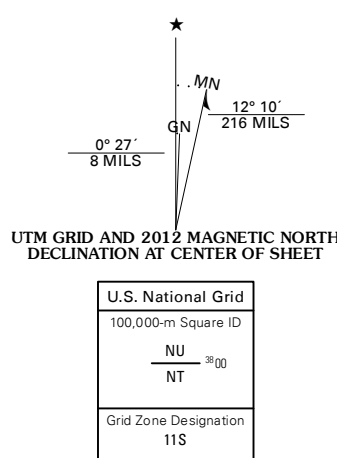 ★
MN
GN
12° 10´
216 MILS
0° 27´
8 MILS
UTM GRID AND 2012 MAGNETIC NORTH
DECLINATION AT CENTER OF SHEET
U.S. National Grid
100,000-m Square ID
NU
3800
NT
Grid Zone Designation
11S